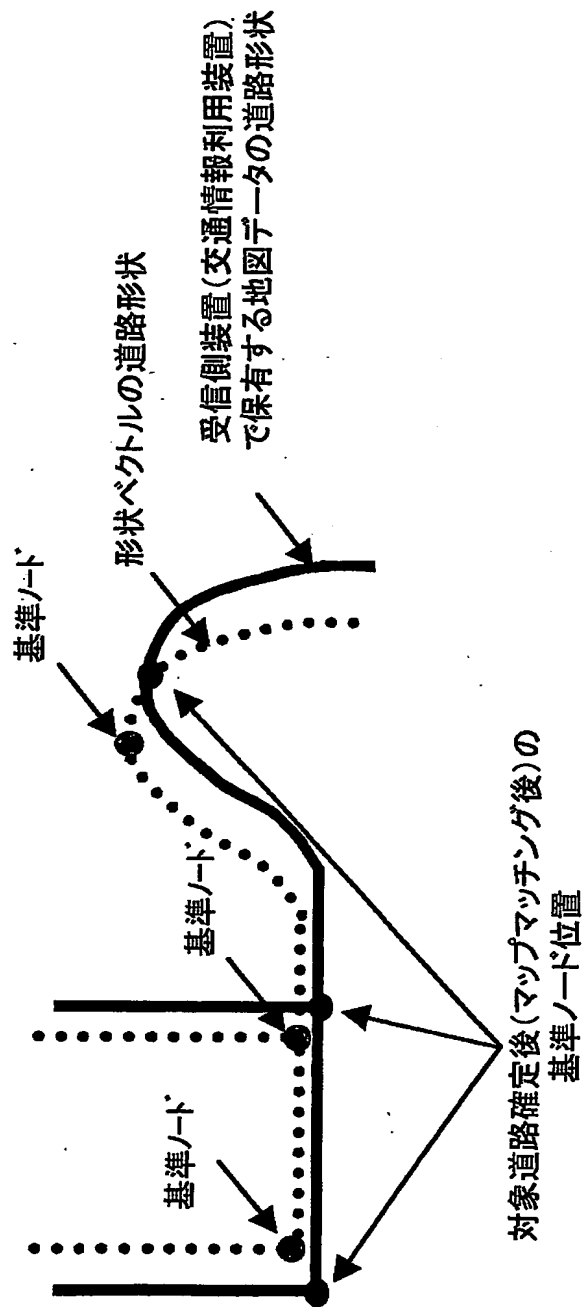 基準ノード
形状ベクトルの道路形状
受信側装置(交通情報利用装置)
で保有する地図データの道路形状
基準ノード
基準ノード
対象道路確定後(マップマッチング後)の
基準ノード位置